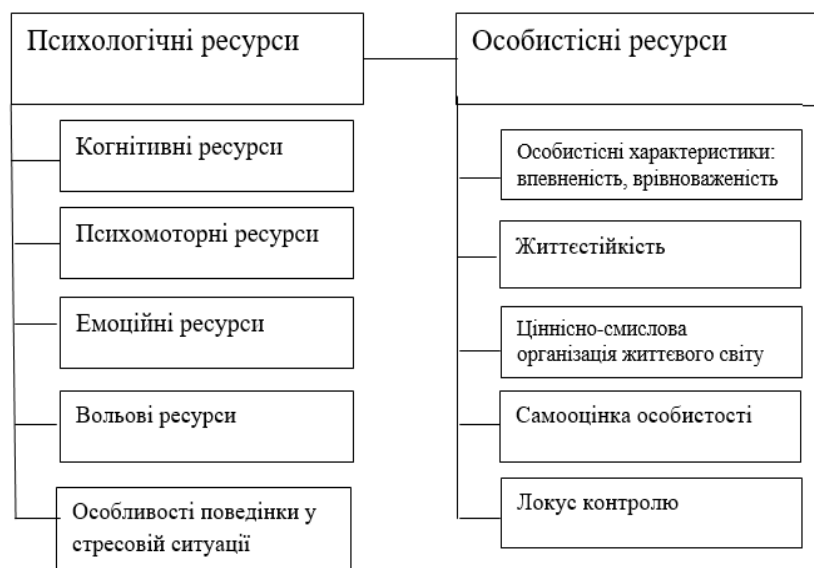 Психологічні ресурси
Когнітивні ресурси
Психомоторні ресурси
Емоційні ресурси
Вольові ресурси
Особливості поведінки у
стресовій ситуації
Особистісні ресурси
Особистісні характеристики:
впевненість, врівноваженість
Життєстійкість
Ціннісно-смислова
організація життєвого світу
Самооцінка особистості
Локус контролю